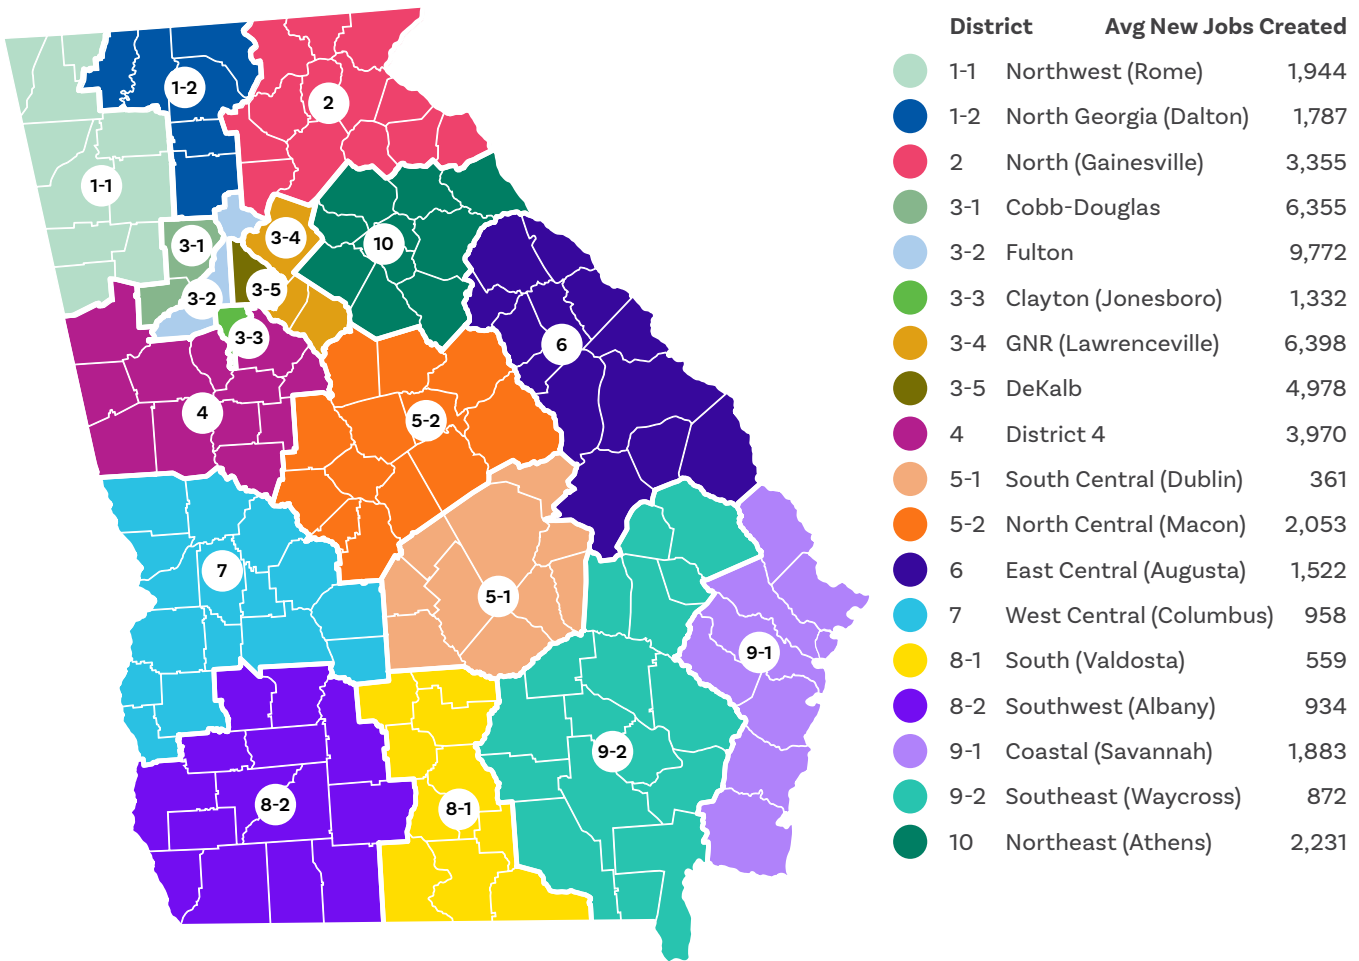 District Avg New Jobs Created
1-1 Northwest (Rome) 1,944
1-2 North Georgia (Dalton) 1,787
2 North (Gainesville) 3,355
3-1 Cobb-Douglas 6,355
3-2 Fulton 9,772
3-3 Clayton (Jonesboro) 1,332
3-4 GNR (Lawrenceville) 6,398
3-5 DeKalb 4,978
4 District 4 3,970
5-1 South Central (Dublin) 361
5-2 North Central (Macon) 2,053
6 East Central (Augusta) 1,522
7 West Central (Columbus) 958
8-1 South (Valdosta) 559
8-2 Southwest (Albany) 934
9-1 Coastal (Savannah) 1,883
9-2 Southeast (Waycross) 872
10 Northeast (Athens) 2,231
1-2
2
1-1
3-1
3-4
10
3-5
3-2
3-3
6
4
5-2
7
5-1
9-1
9-2
8-2
8-1